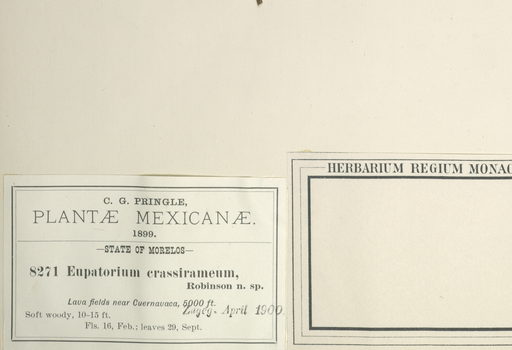 C. G. PRINGLE,
PLANTÆ MEXICANÆ.
1899.
—STATE OF MORELOS—
8271 Eupatorium crassirameum,
Robinson n. sp.
Lava fields near Cuernavaca, 5000 ft.
April 1900
Soft woody, 10–15 ft.
Fls. 16, Feb.; leaves 29, Sept.
HERBARIUM REGIUM MONAC